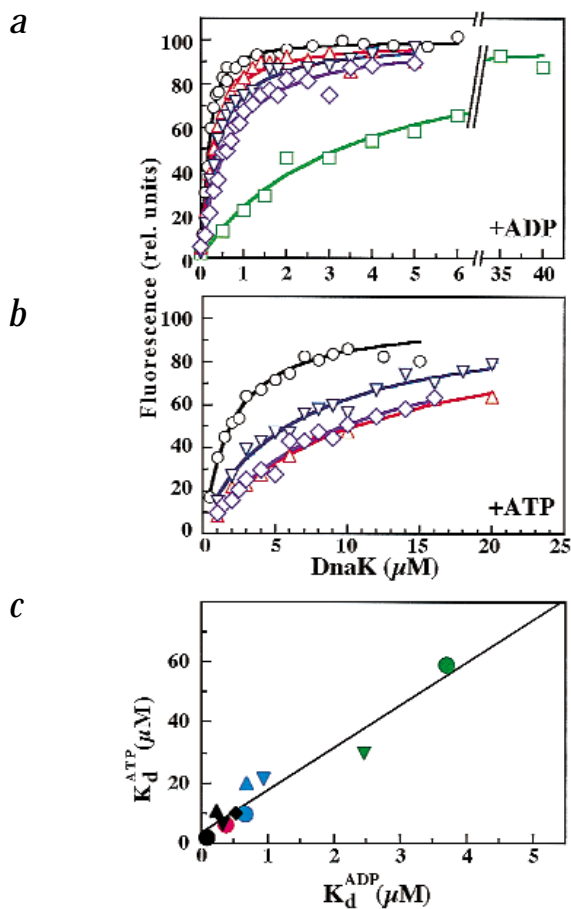 a
Fluorescence (rel. units)
100
80
60
40
20
0
+ADP
0 1 2 3 4 5 6 35 40
b
100
80
60
40
20
0
+ATP
0 5 10 15 20 25
DnaK (µM)
c
K_d^ATP (µM)
60
40
20
0
0 1 2 3 4 5
K_d^ADP (µM)